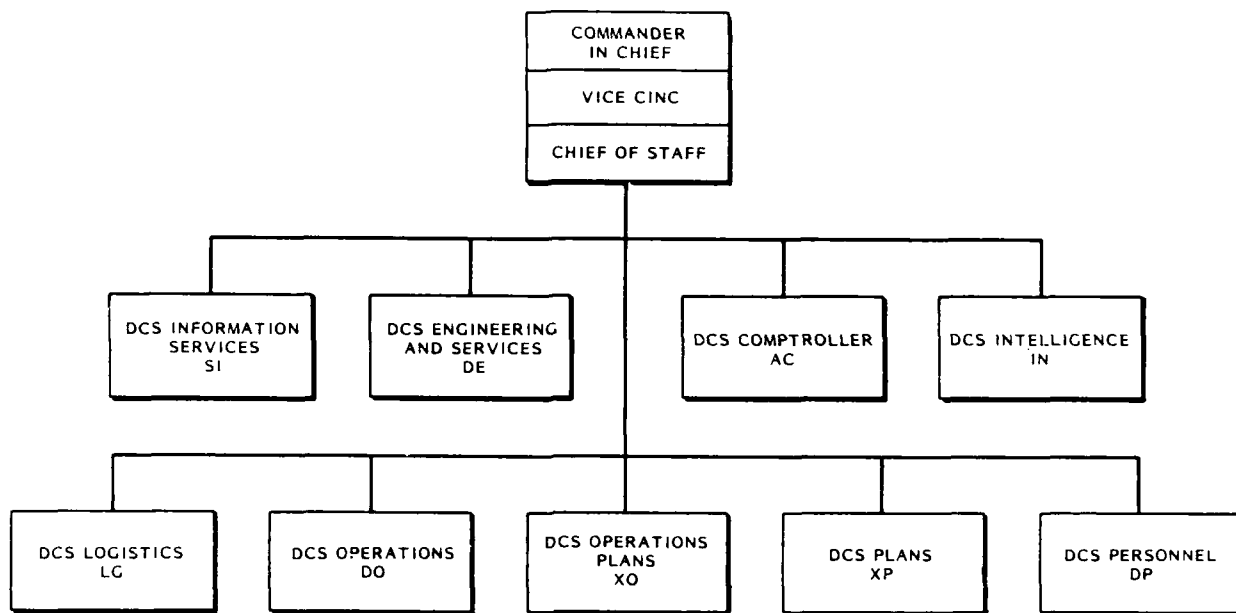 COMMANDER
IN CHIEF
VICE CINC
CHIEF OF STAFF
DCS INFORMATION
SERVICES
SI
DCS ENGINEERING
AND SERVICES
DE
DCS COMPTROLLER
AC
DCS INTELLIGENCE
IN
DCS LOGISTICS
LG
DCS OPERATIONS
DO
DCS OPERATIONS
PLANS
XO
DCS PLANS
XP
DCS PERSONNEL
DP